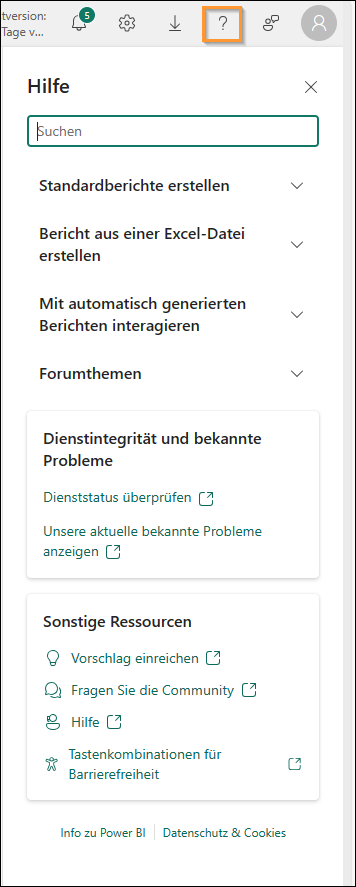 tversion:
Tage v...
5
?
Hilfe
Suchen
Standardberichte erstellen
Bericht aus einer Excel-Datei
erstellen
Mit automatisch generierten
Berichten interagieren
Forumthemen
Dienstintegrität und bekannte
Probleme
Dienststatus überprüfen
Unsere aktuelle bekannte Probleme
anzeigen
Sonstige Ressourcen
Vorschlag einreichen
Fragen Sie die Community
Hilfe
Tastenkombinationen für
Barrierefreiheit
Info zu Power BI | Datenschutz & Cookies